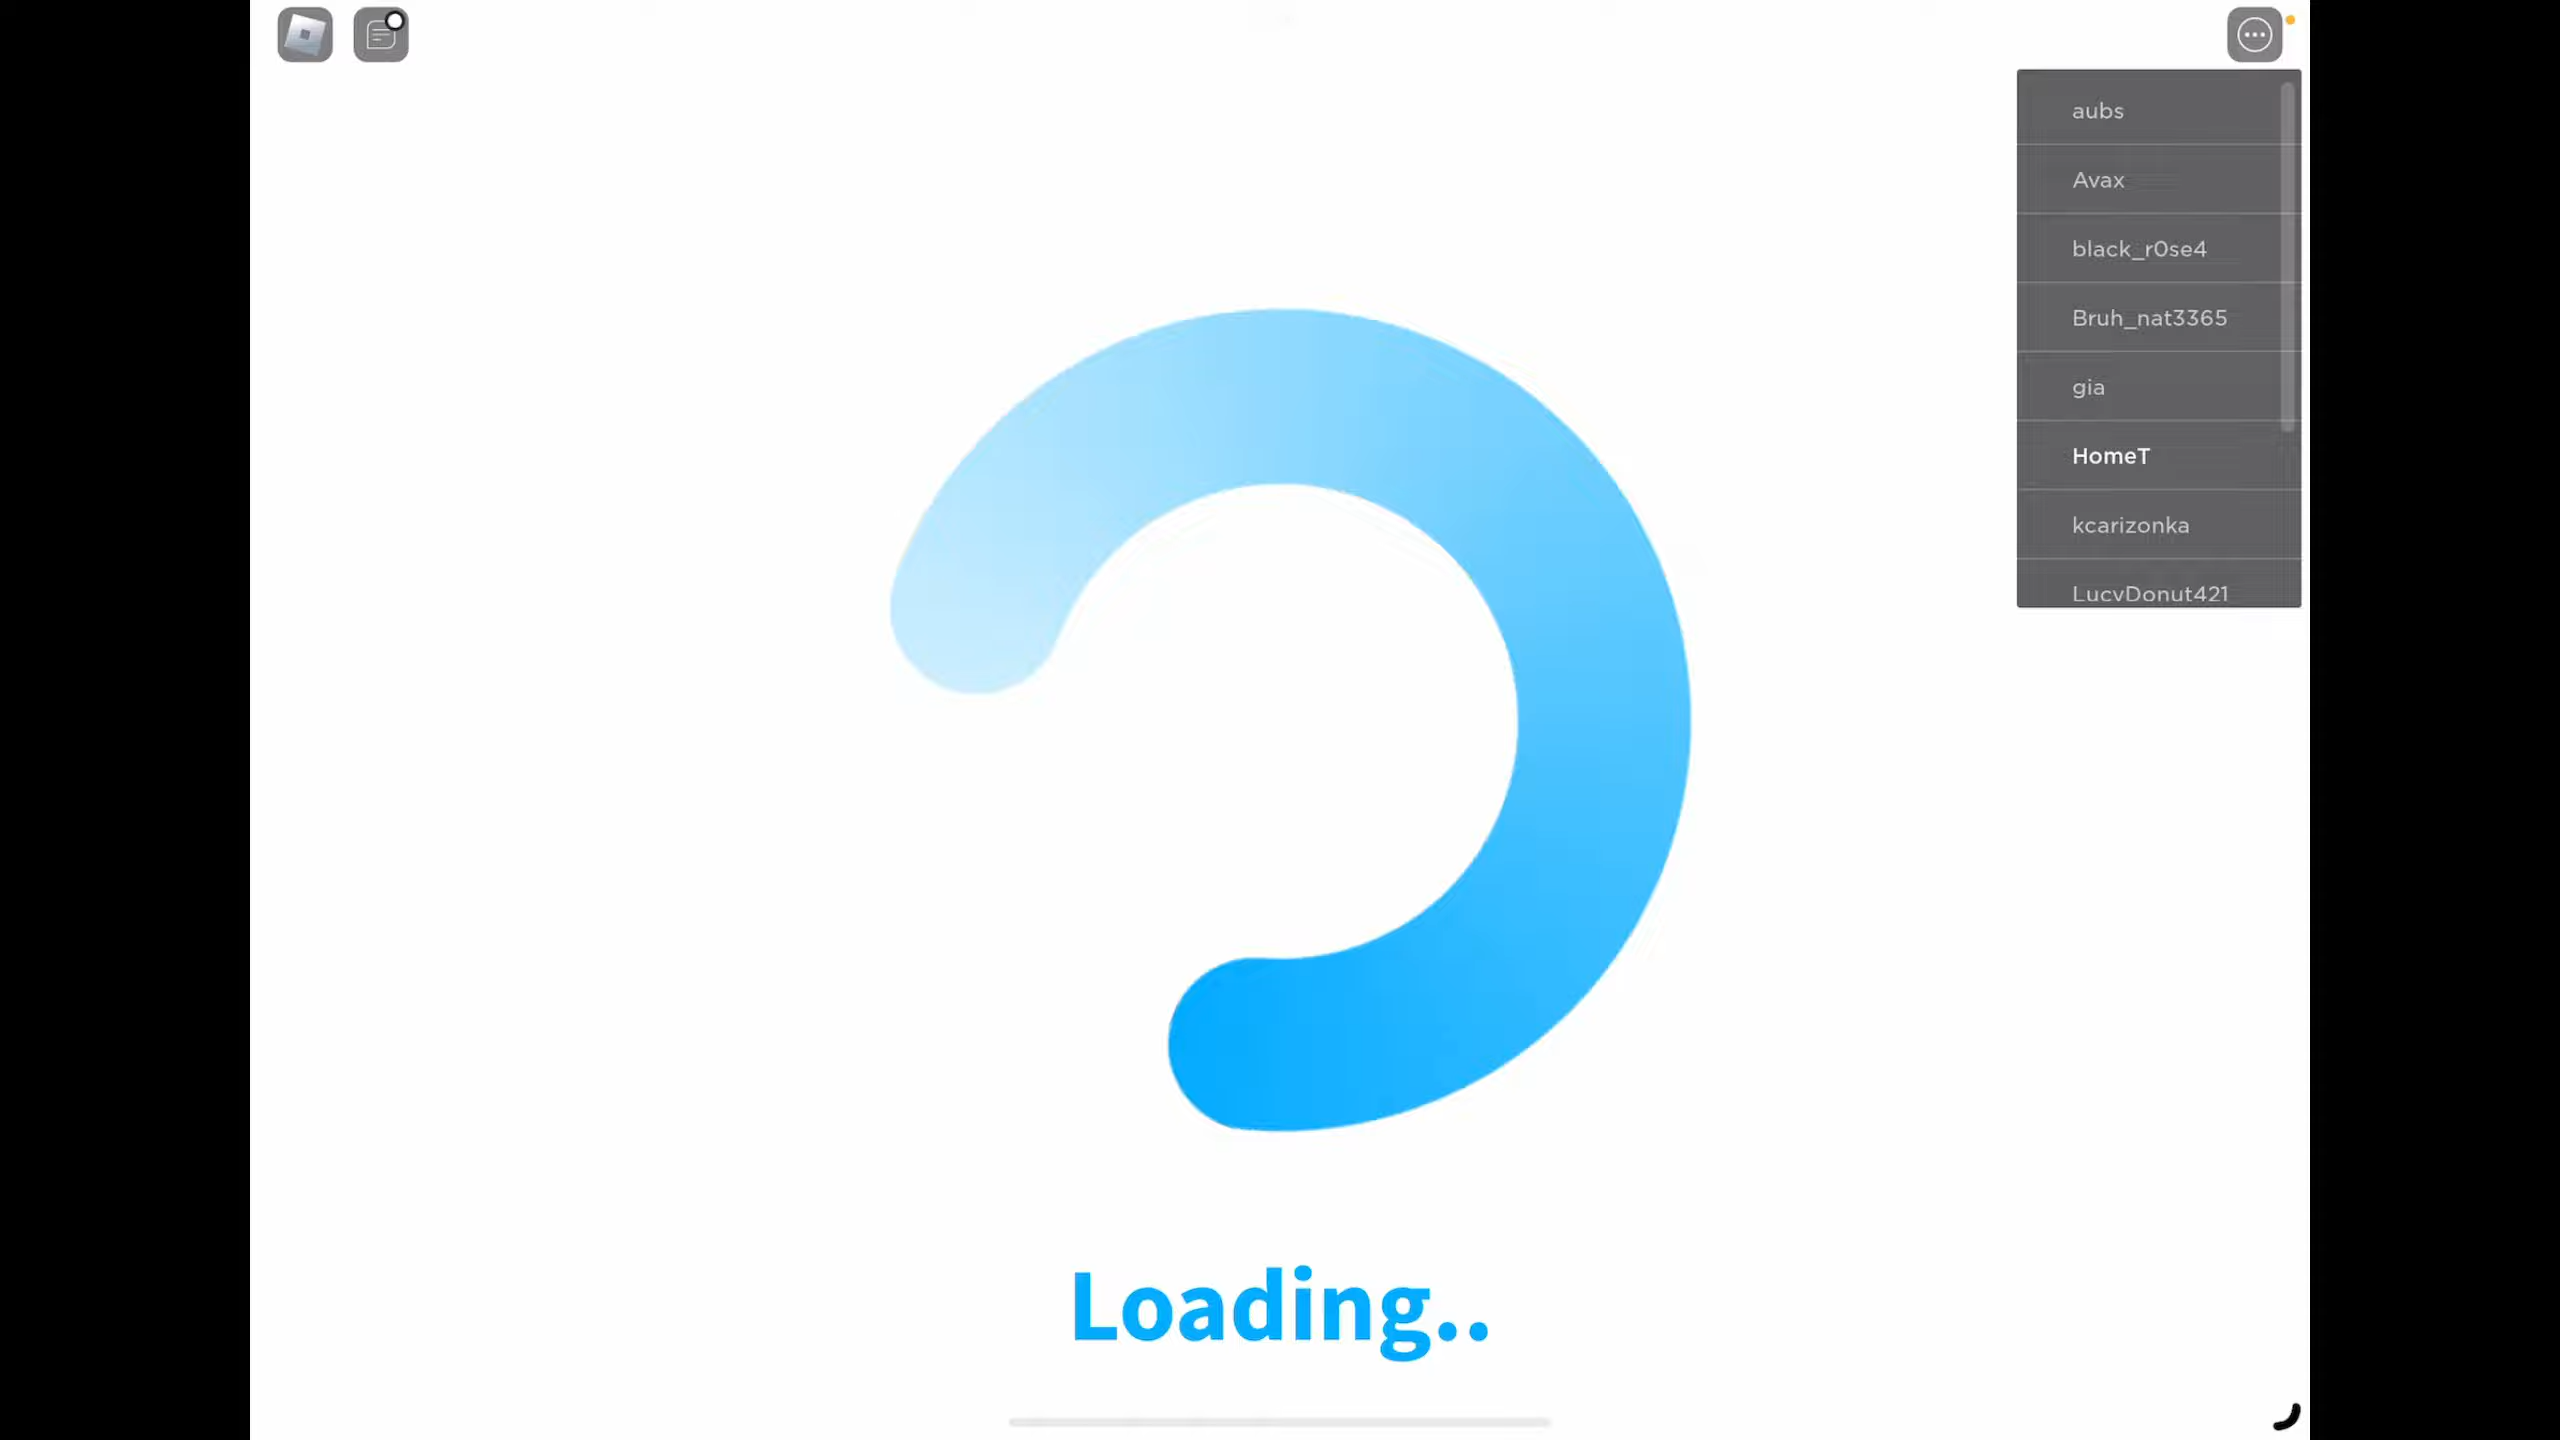 aubs
Avax
black_r0se4
Bruh_nat3365
gia
HomeT
kcarizonka
LucyDonut421
Loading..